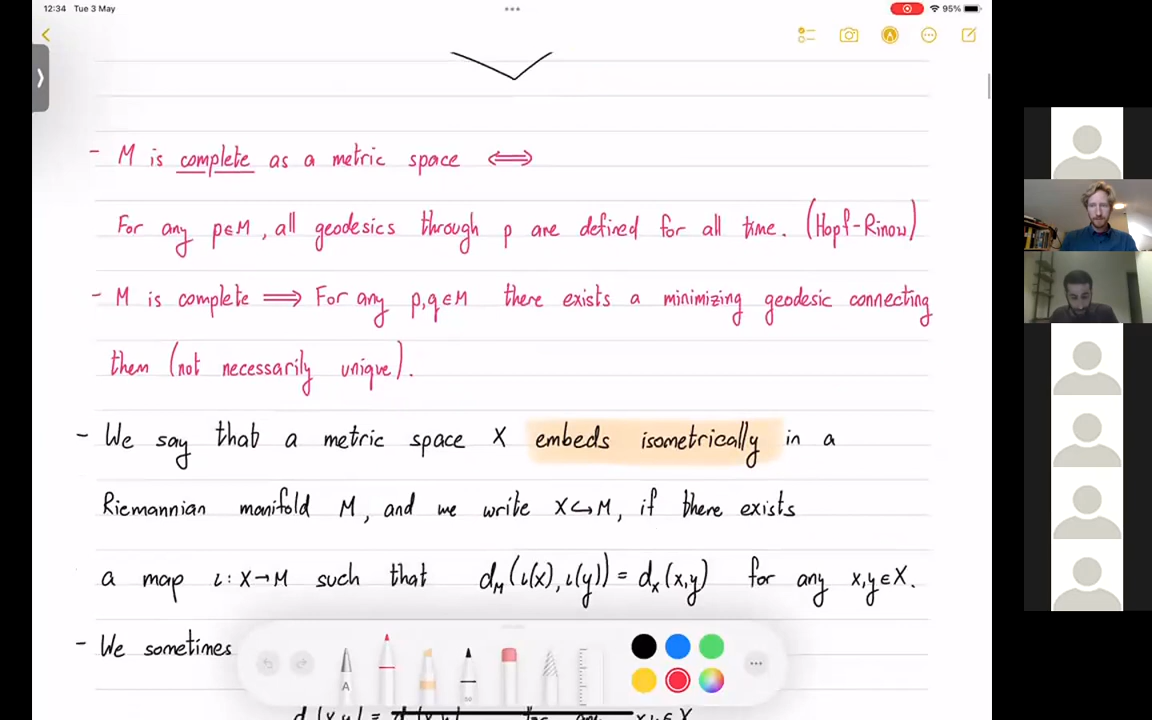 12:34 Tue 3 May
95%
- M is complete as a metric space ⟺
For any p∈M, all geodesics through p are defined for all time. (Hopf-Rinow)
- M is complete ⟹ For any p,q∈M there exists a minimizing geodesic connecting
them (not necessarily unique).
- We say that a metric space X embeds isometrically in a
Riemannian manifold M, and we write X↪M, if there exists
a map ι: X→M such that d_M(ι(x), ι(y)) = d_X(x,y) for any x,y∈X.
- We sometimes
A